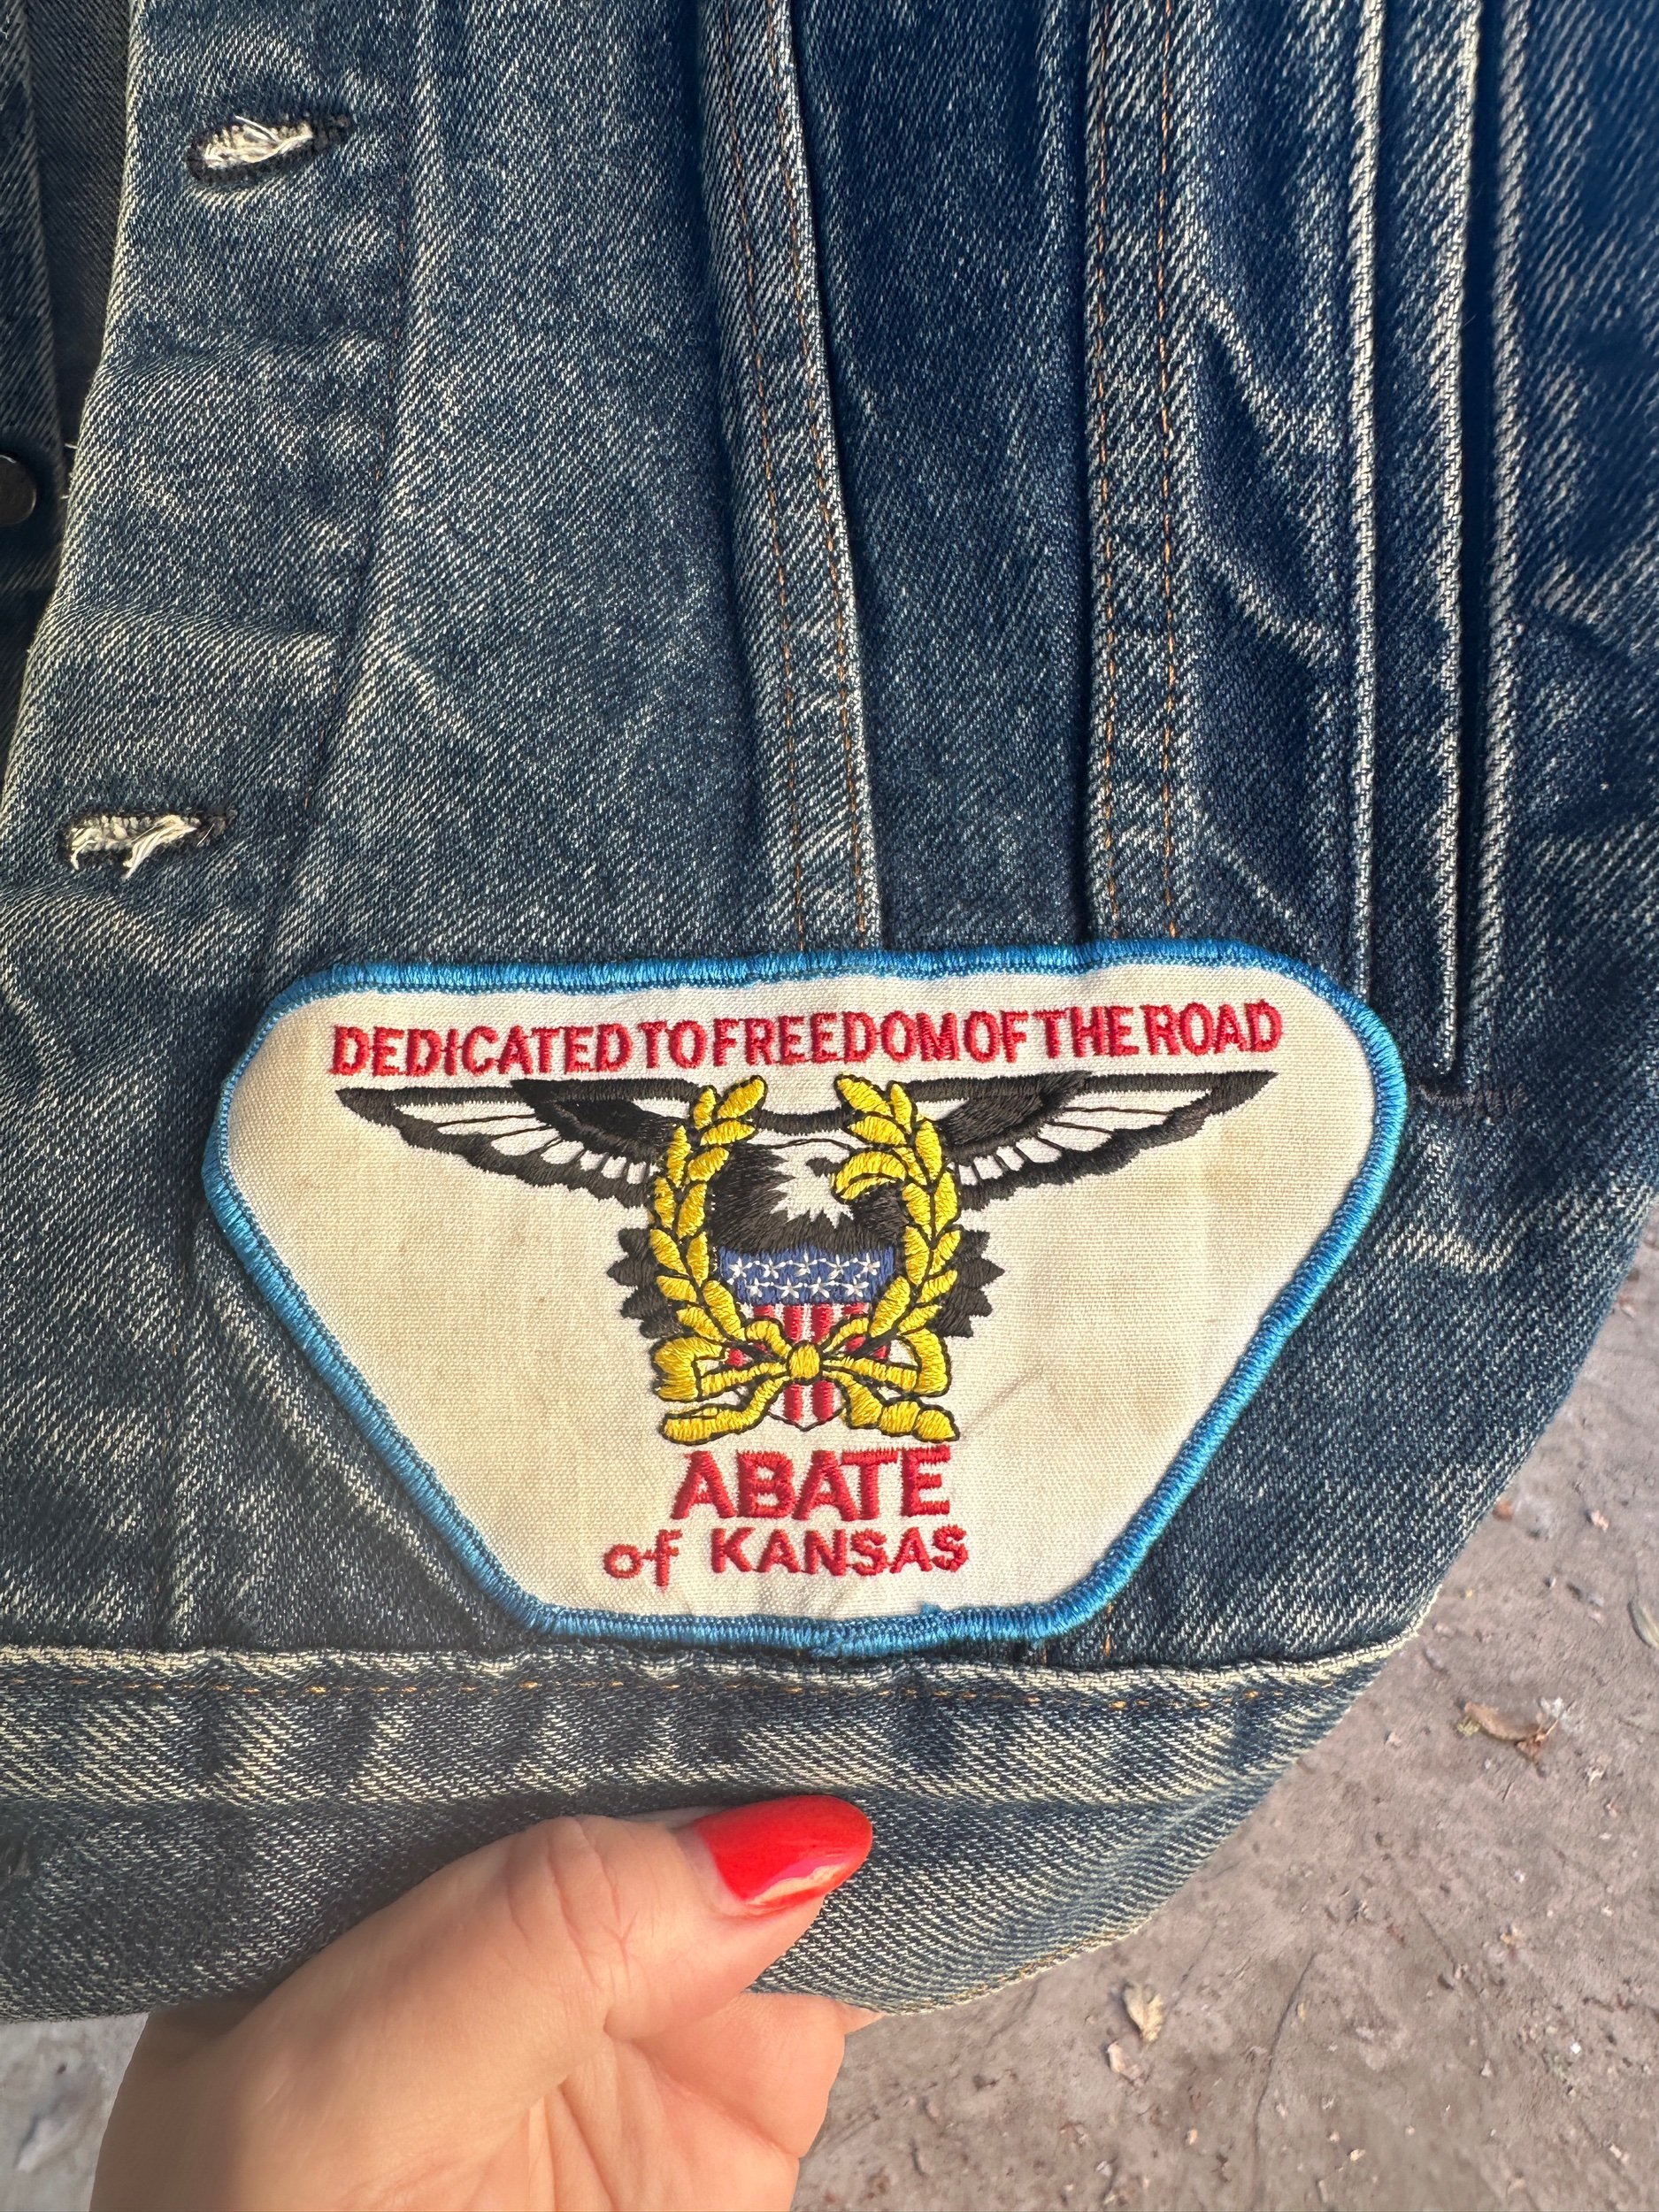 DEDICATED TO FREEDOM OF THE ROAD
ABATE
of KANSAS